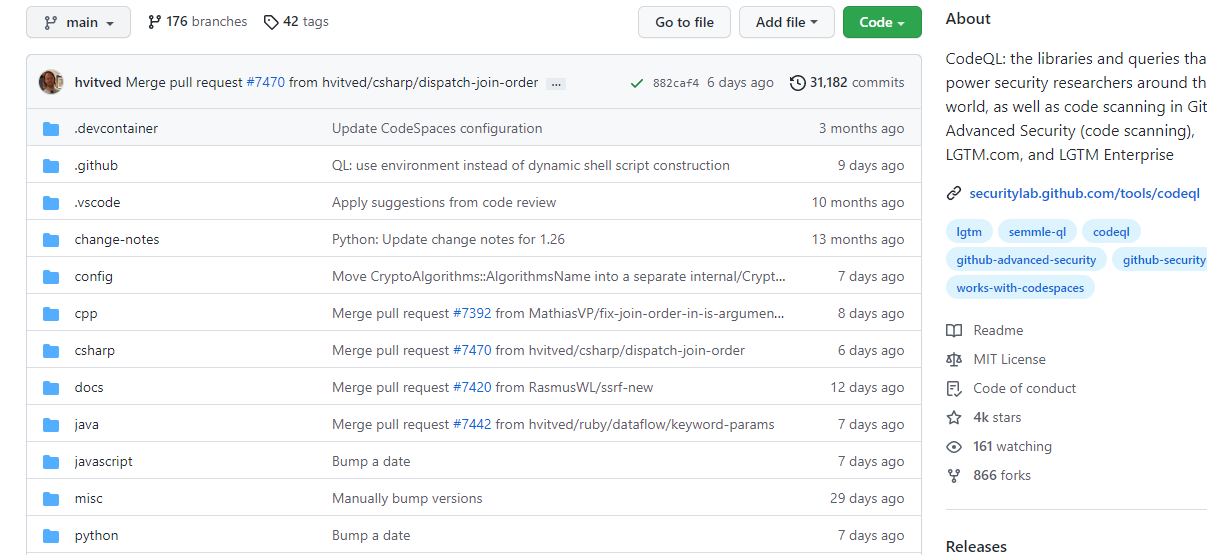 main
176 branches
42 tags
Go to file
Add file
Code
hvitved Merge pull request #7470 from hvitved/csharp/dispatch-join-order ...
882caf4 6 days ago
31,182 commits
.devcontainer Update CodeSpaces configuration 3 months ago
.github QL: use environment instead of dynamic shell script construction 9 days ago
.vscode Apply suggestions from code review 10 months ago
change-notes Python: Update change notes for 1.26 13 months ago
config Move CryptoAlgorithms::AlgorithmsName into a separate internal/Crypt... 7 days ago
cpp Merge pull request #7392 from MathiasVP/fix-join-order-in-is-argumen... 8 days ago
csharp Merge pull request #7470 from hvitved/csharp/dispatch-join-order 6 days ago
docs Merge pull request #7420 from RasmusWL/ssrf-new 12 days ago
java Merge pull request #7442 from hvitved/ruby/dataflow/keyword-params 7 days ago
javascript Bump a date 7 days ago
misc Manually bump versions 29 days ago
python Bump a date 7 days ago
About
CodeQL: the libraries and queries tha
power security researchers around th
world, as well as code scanning in Git
Advanced Security (code scanning),
LGTM.com, and LGTM Enterprise
securitylab.github.com/tools/codeql
lgtm semmle-ql codeql
github-advanced-security github-security
works-with-codespaces
Readme
MIT License
Code of conduct
4k stars
161 watching
866 forks
Releases